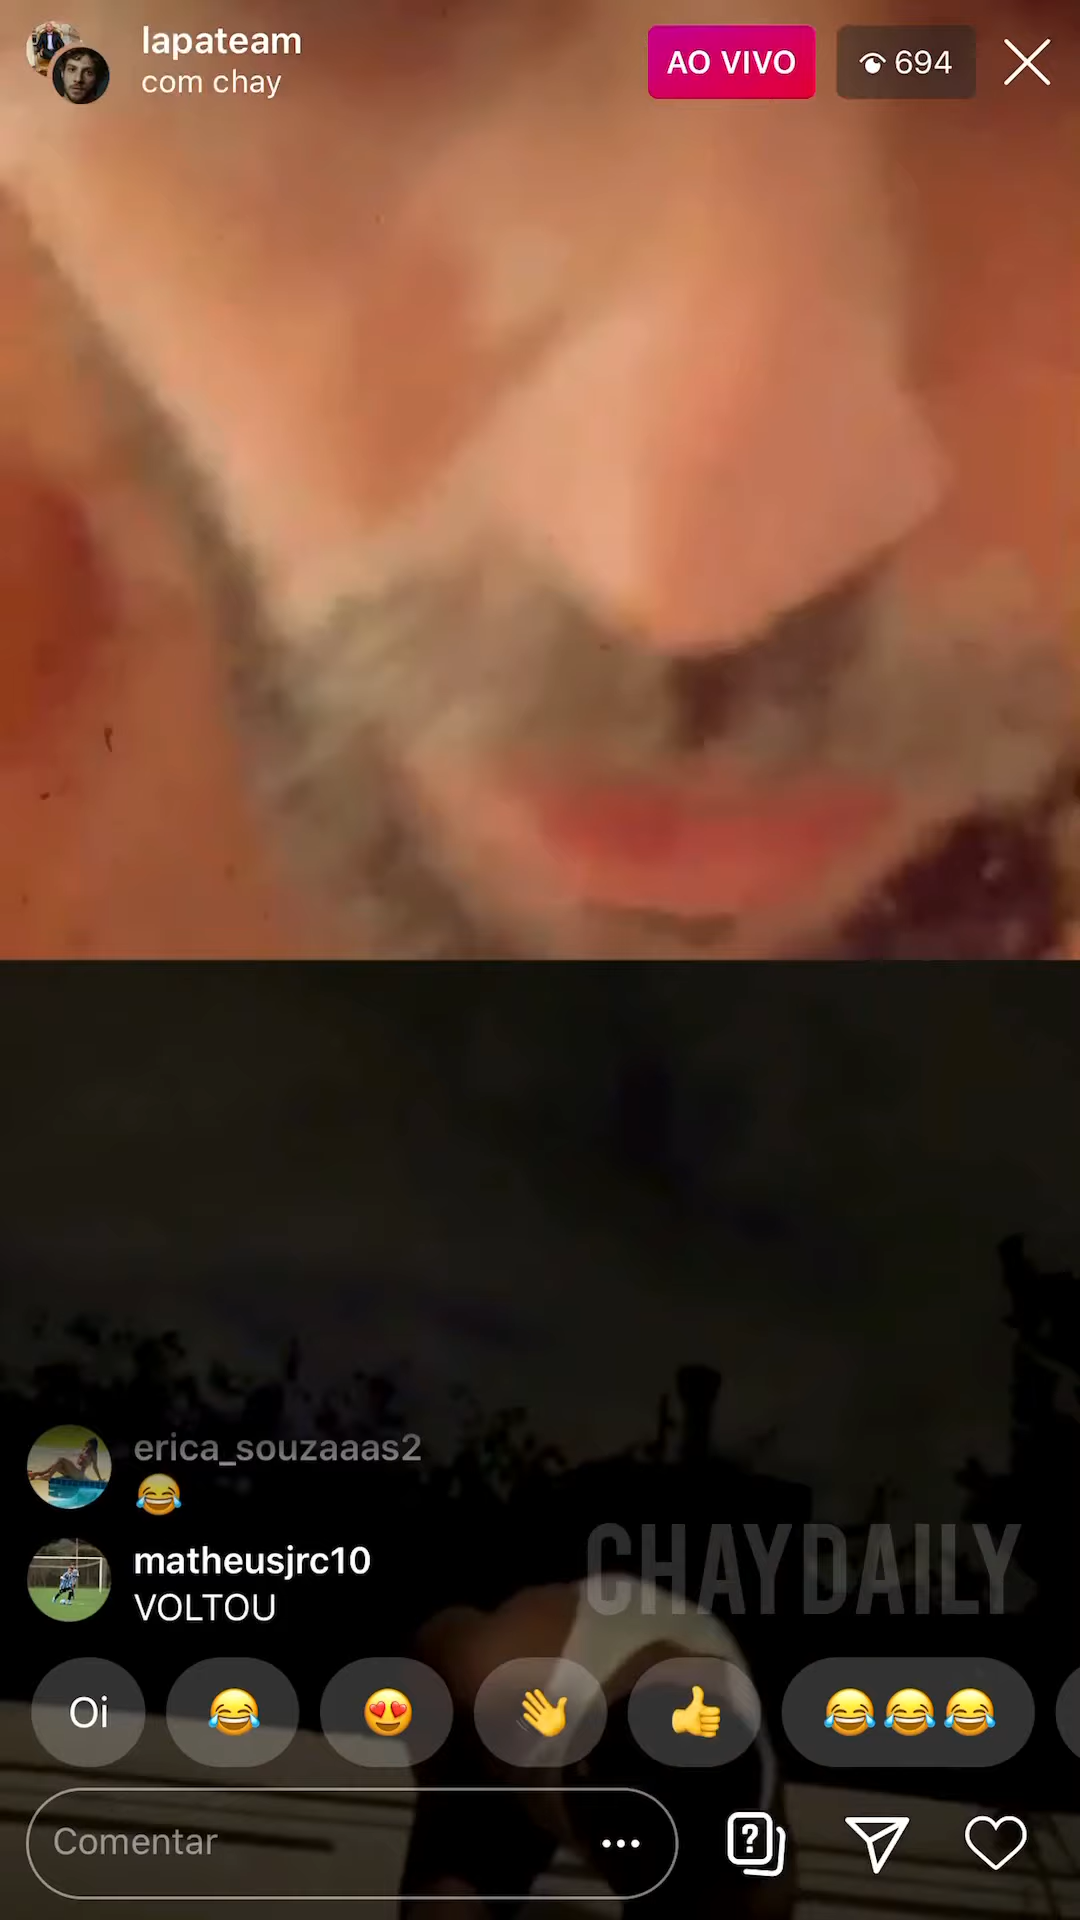 lapateam
com chay
AO VIVO
694
erica_souzaaas2
😂
matheusjrc10
VOLTOU
CHAYDAILY
Oi
😂
😍
👋
👍
😂😂😂
Comentar